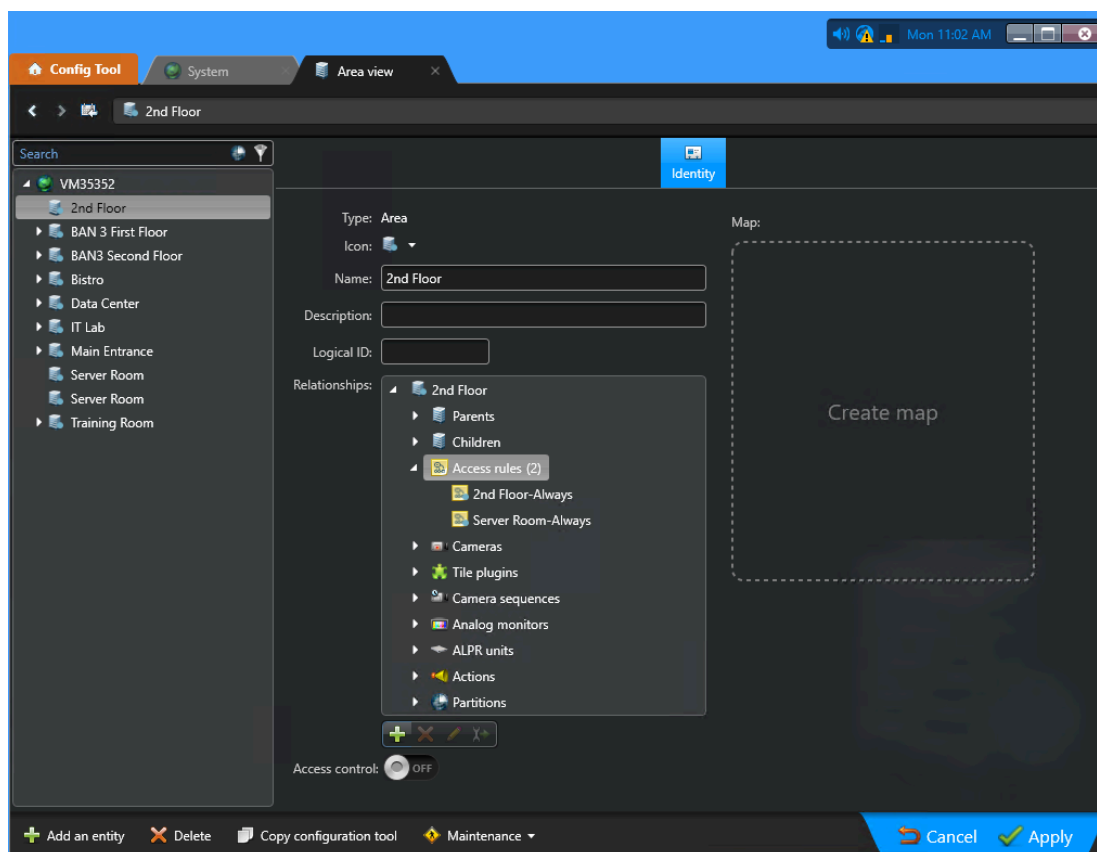 Mon 11:02 AM
Config Tool
System
Area view
2nd Floor
Search
Identity
VM35352
2nd Floor
BAN 3 First Floor
BAN3 Second Floor
Bistro
Data Center
IT Lab
Main Entrance
Server Room
Server Room
Training Room
Type: Area
Icon:
Name: 2nd Floor
Description:
Logical ID:
Relationships:
2nd Floor
Parents
Children
Access rules (2)
2nd Floor-Always
Server Room-Always
Cameras
Tile plugins
Camera sequences
Analog monitors
ALPR units
Actions
Partitions
Access control: OFF
Map:
Create map
Add an entity
Delete
Copy configuration tool
Maintenance
Cancel
Apply